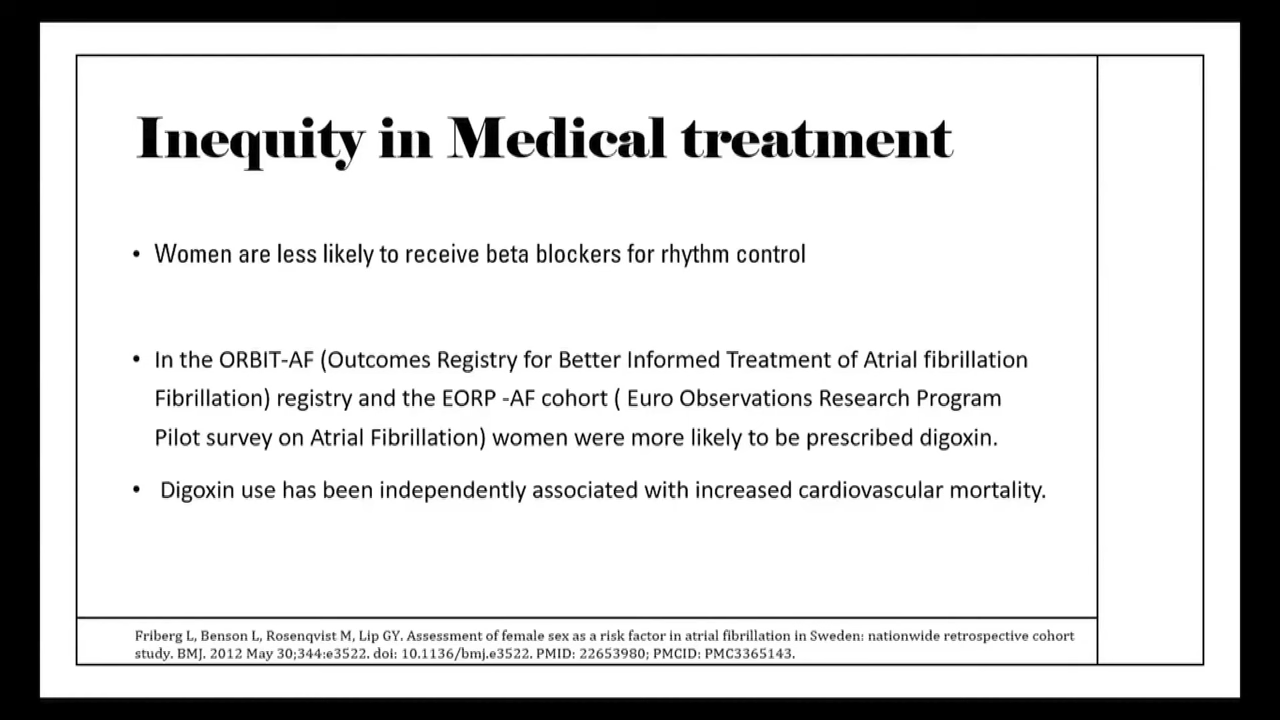 Inequity in Medical treatment
• Women are less likely to receive beta blockers for rhythm control
• In the ORBIT-AF (Outcomes Registry for Better Informed Treatment of Atrial fibrillation
Fibrillation) registry and the EORP -AF cohort ( Euro Observations Research Program
Pilot survey on Atrial Fibrillation) women were more likely to be prescribed digoxin.
• Digoxin use has been independently associated with increased cardiovascular mortality.
Friberg L, Benson L, Rosenqvist M, Lip GY. Assessment of female sex as a risk factor in atrial fibrillation in Sweden: nationwide retrospective cohort
study. BMJ. 2012 May 30;344:e3522. doi: 10.1136/bmj.e3522. PMID: 22653980; PMCID: PMC3365143.